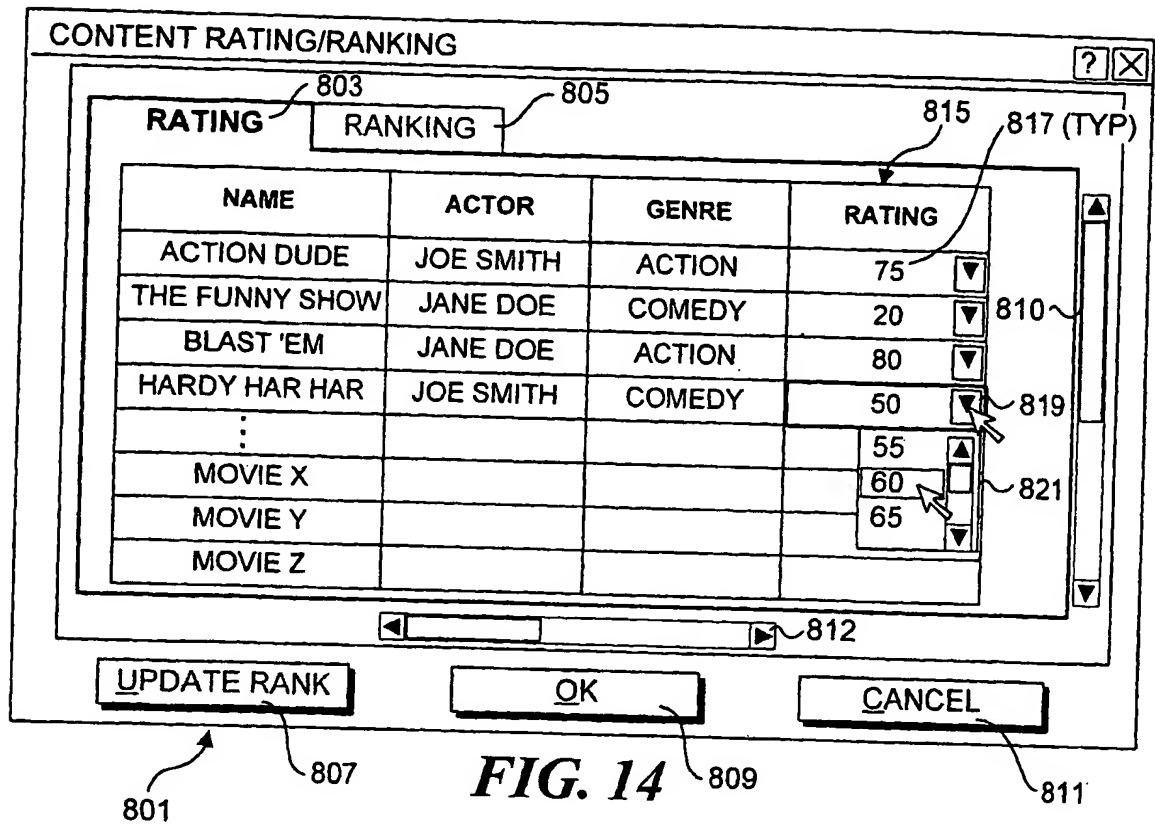 CONTENT RATING/RANKING
? X
803
805
RATING
RANKING
815
817 (TYP)
NAME ACTOR GENRE RATING
ACTION DUDE JOE SMITH ACTION 75
THE FUNNY SHOW JANE DOE COMEDY 20
810
BLAST 'EM JANE DOE ACTION 80
HARDY HAR HAR JOE SMITH COMEDY 50
819
55
MOVIE X 60
821
MOVIE Y 65
MOVIE Z
812
UPDATE RANK OK CANCEL
801
807
FIG. 14
809
811